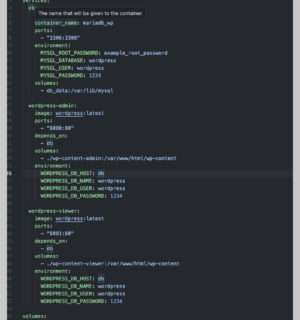 services:
db:
The name that will be given to the container
container_name: mariadb_wp
ports:
- "3306:3306"
environment:
MYSQL_ROOT_PASSWORD: example_root_password
MYSQL_DATABASE: wordpress
MYSQL_USER: wordpress
MYSQL_PASSWORD: 1234
volumes:
- db_data:/var/lib/mysql
wordpress-admin:
image: wordpress:latest
ports:
- "8080:80"
depends_on:
- db
volumes:
- ./wp-content-admin:/var/www/html/wp-content
environment:
WORDPRESS_DB_HOST: db
WORDPRESS_DB_NAME: wordpress
WORDPRESS_DB_USER: wordpress
WORDPRESS_DB_PASSWORD: 1234
wordpress-viewer:
image: wordpress:latest
ports:
- "8081:80"
depends_on:
- db
volumes:
- ./wp-content-viewer:/var/www/html/wp-content
environment:
WORDPRESS_DB_HOST: db
WORDPRESS_DB_NAME: wordpress
WORDPRESS_DB_USER: wordpress
WORDPRESS_DB_PASSWORD: 1234
volumes: